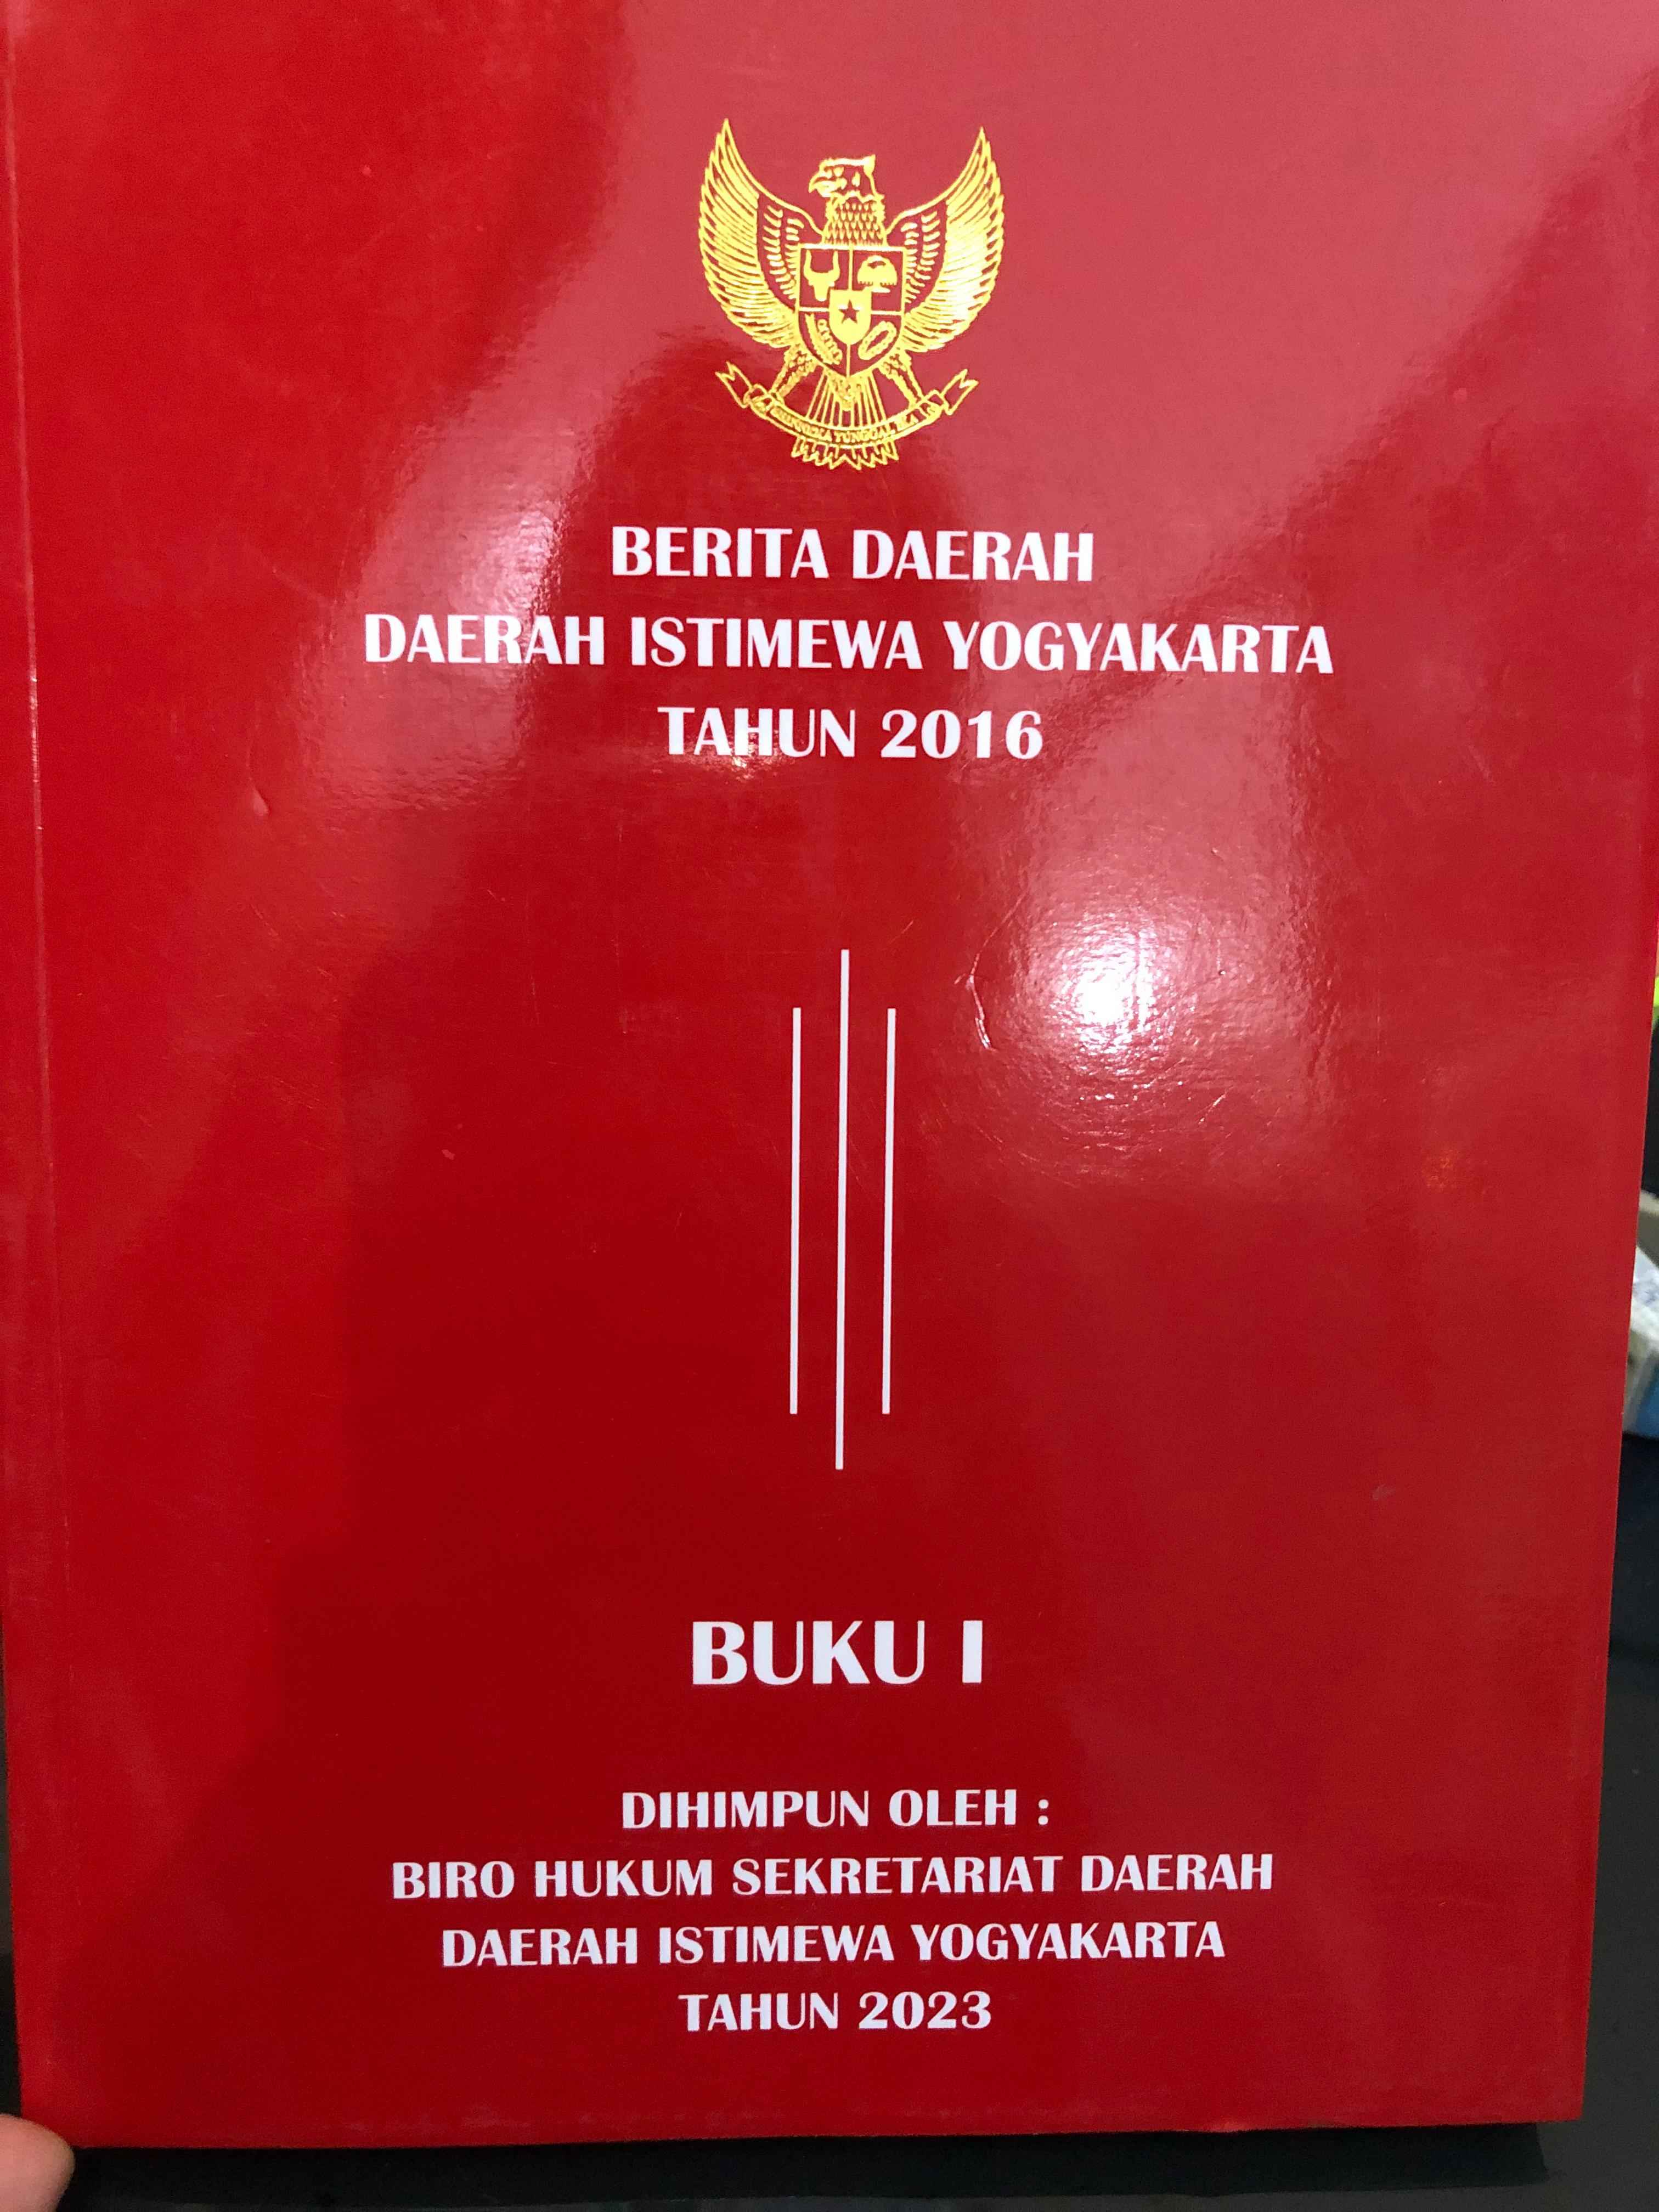 BERITA DAERAH
DAERAH ISTIMEWA YOGYAKARTA
TAHUN 2016
BUKU I
DIHIMPUN OLEH :
BIRO HUKUM SEKRETARIAT DAERAH
DAERAH ISTIMEWA YOGYAKARTA
TAHUN 2023